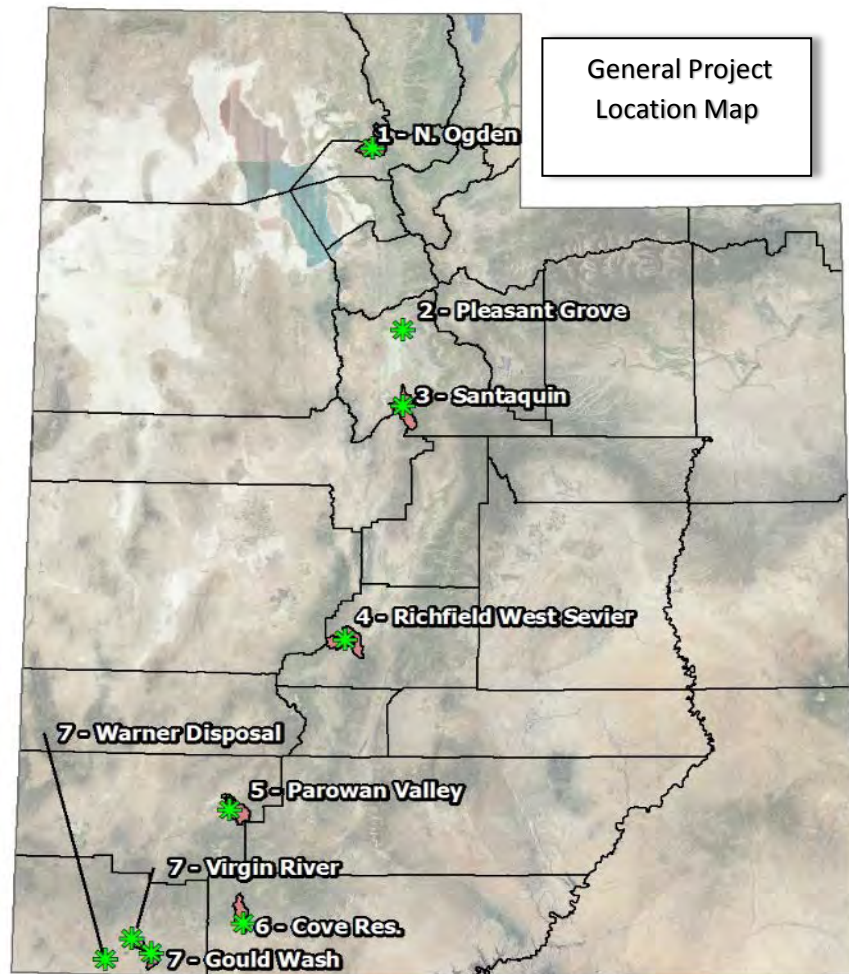 General Project
Location Map
1 - N. Ogden
2 - Pleasant Grove
3 - Santaquin
4 - Richfield West Sevier
7 - Warner Disposal
5 - Parowan Valley
7 - Virgin River
6 - Cove Res.
7 - Gould Wash